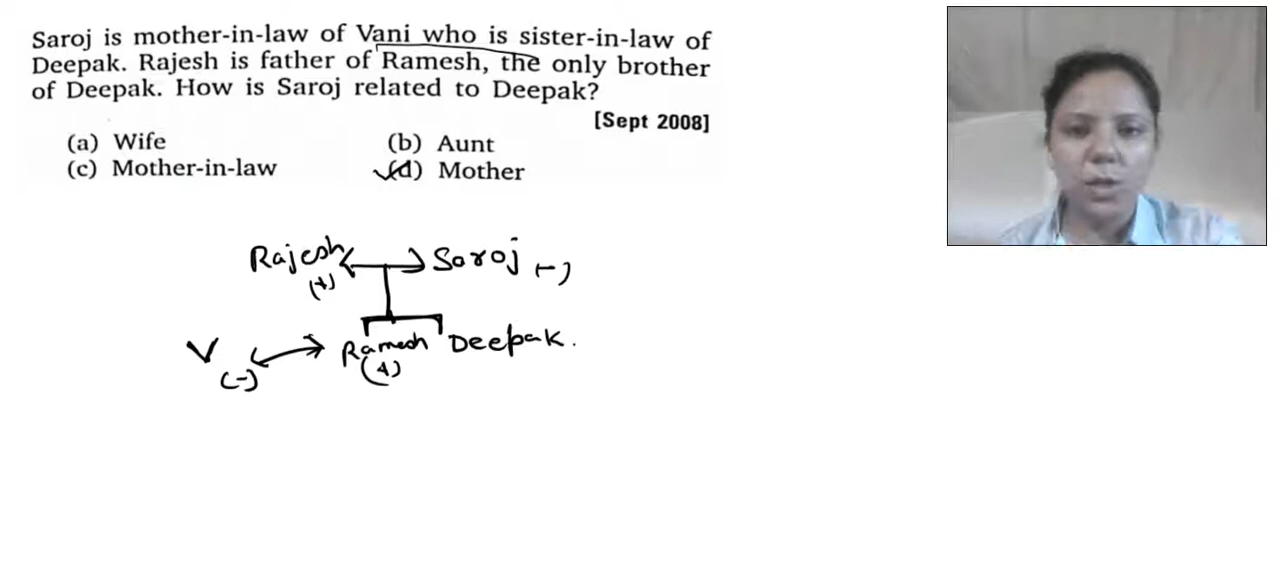 Saroj is mother-in-law of Vani who is sister-in-law of
Deepak. Rajesh is father of Ramesh, the only brother
of Deepak. How is Saroj related to Deepak?
[Sept 2008]
(a) Wife (b) Aunt
(c) Mother-in-law (d) Mother
Rajesh Saroj (-)
(+)
V Ramesh Deepak.
(-) (+)